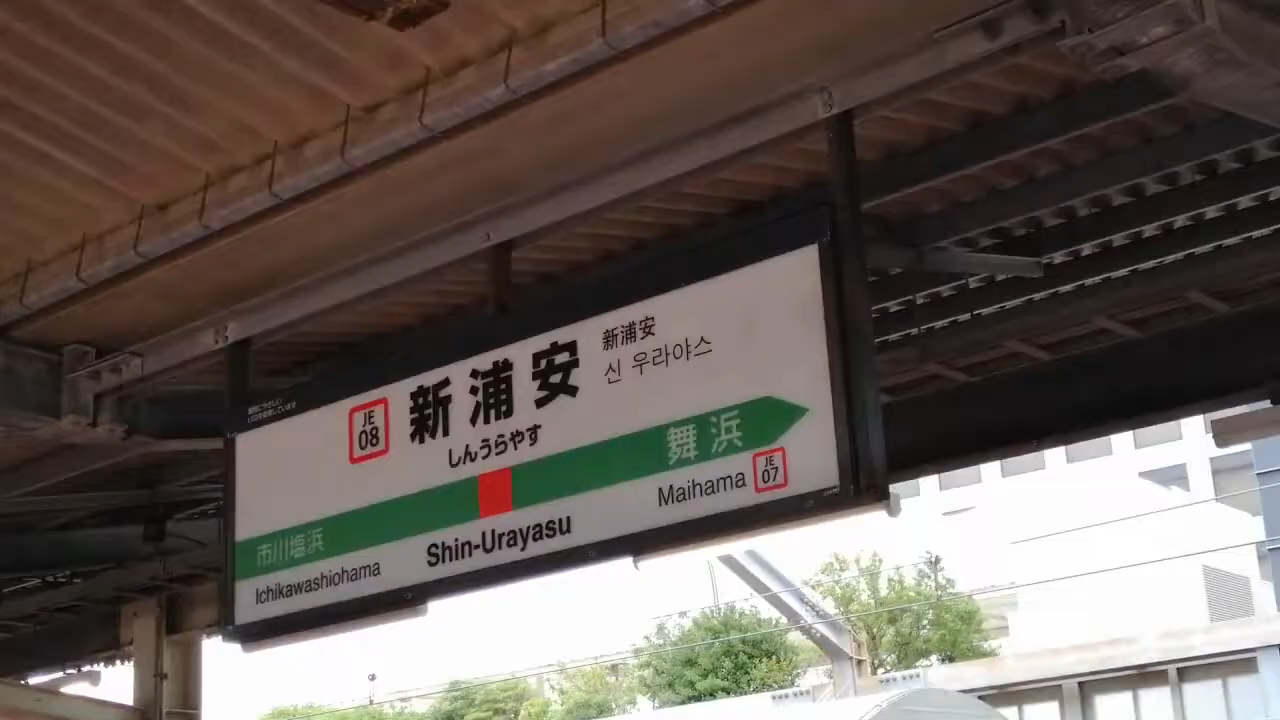 JE
08
新浦安
しんうらやす
新浦安
신 우라야스
市川塩浜
Ichikawashiohama
Shin-Urayasu
舞浜
Maihama
JE
07